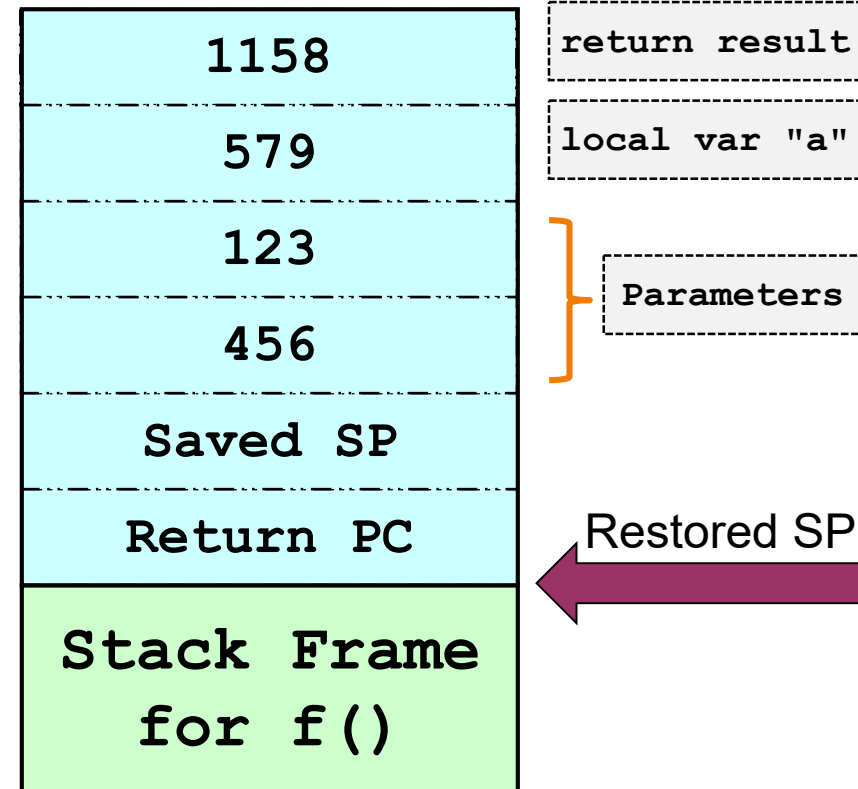 1158
return result
579
local var "a"
123
Parameters
456
Saved SP
Return PC
Restored SP
Stack Frame
for f()